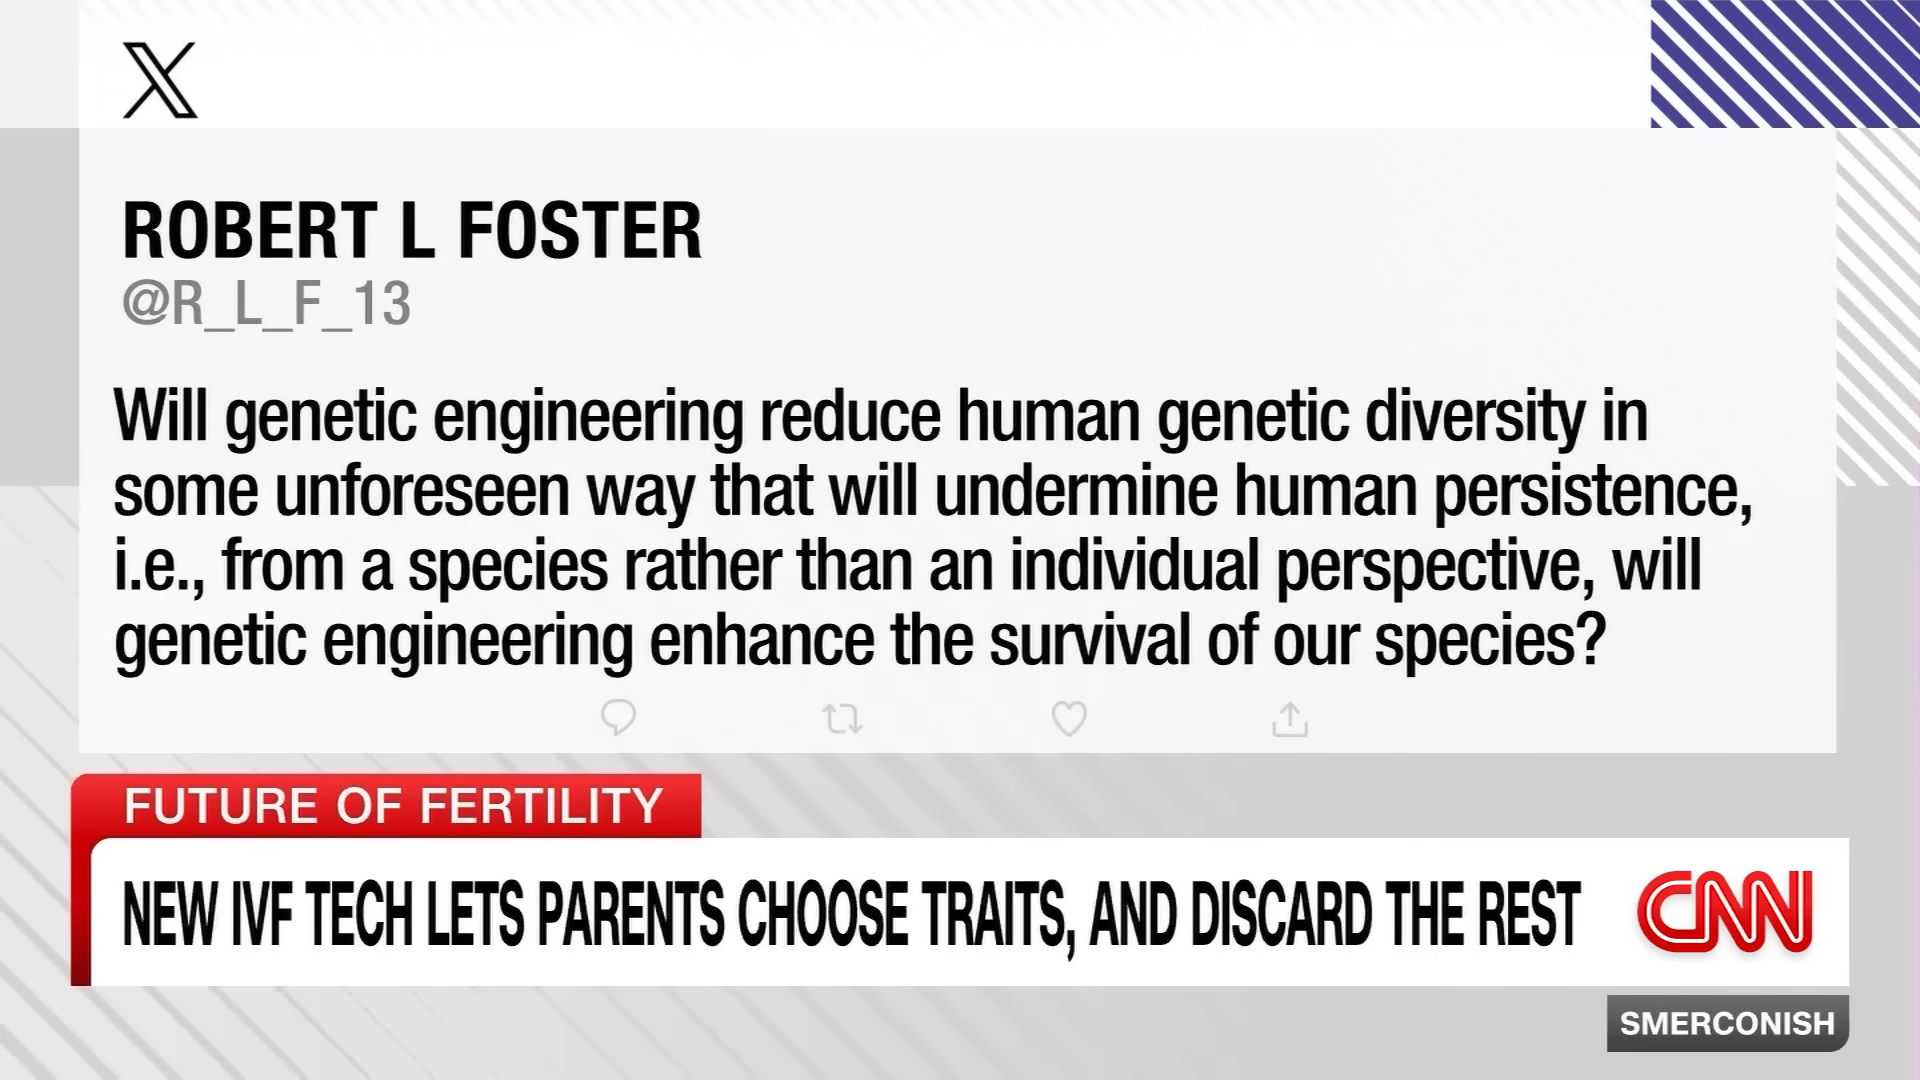 X
ROBERT L FOSTER
@R_L_F_13
Will genetic engineering reduce human genetic diversity in
some unforeseen way that will undermine human persistence,
i.e., from a species rather than an individual perspective, will
genetic engineering enhance the survival of our species?
FUTURE OF FERTILITY
NEW IVF TECH LETS PARENTS CHOOSE TRAITS, AND DISCARD THE REST
CNN
SMERCONISH